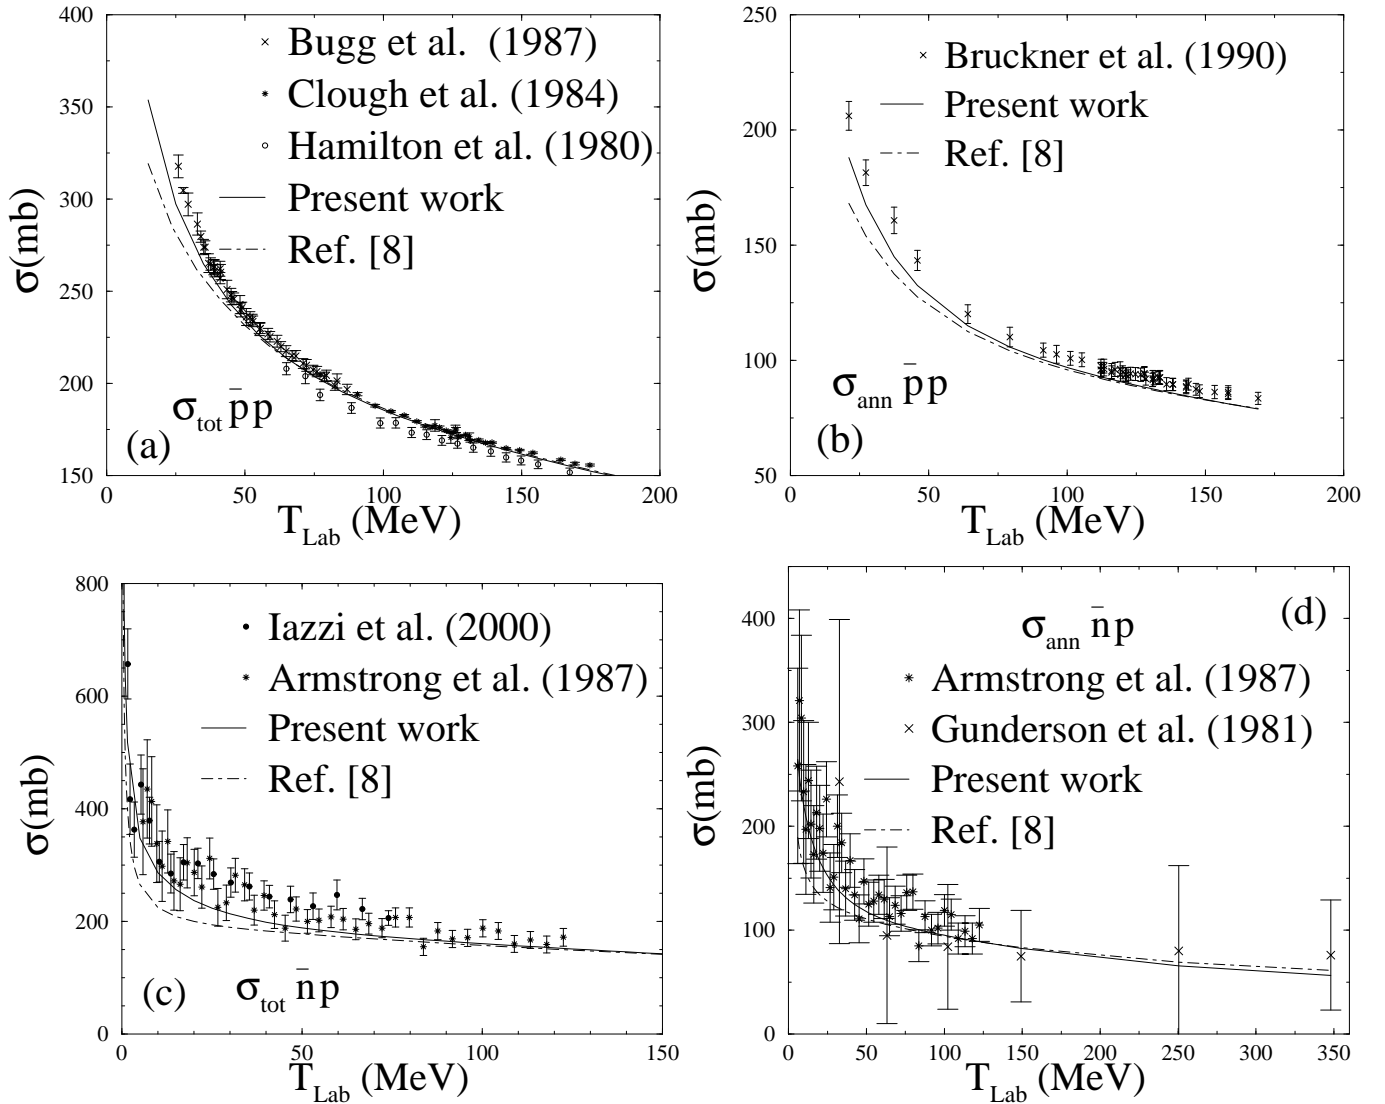 400
350
300
250
200
150
σ(mb)
× Bugg et al. (1987)
* Clough et al. (1984)
○ Hamilton et al. (1980)
Present work
Ref. [8]
σtot p̄p
(a)
0 50 100 150 200
TLab (MeV)
250
200
150
100
50
σ(mb)
× Bruckner et al. (1990)
Present work
Ref. [8]
σann p̄p
(b)
0 50 100 150 200
TLab (MeV)
800
600
400
200
0
σ(mb)
• Iazzi et al. (2000)
* Armstrong et al. (1987)
Present work
Ref. [8]
(c)
σtot n̄p
0 50 100 150
TLab (MeV)
400
300
200
100
0
σ(mb)
(d)
σann n̄p
* Armstrong et al. (1987)
× Gunderson et al. (1981)
Present work
Ref. [8]
0 50 100 150 200 250 300 350
TLab (MeV)